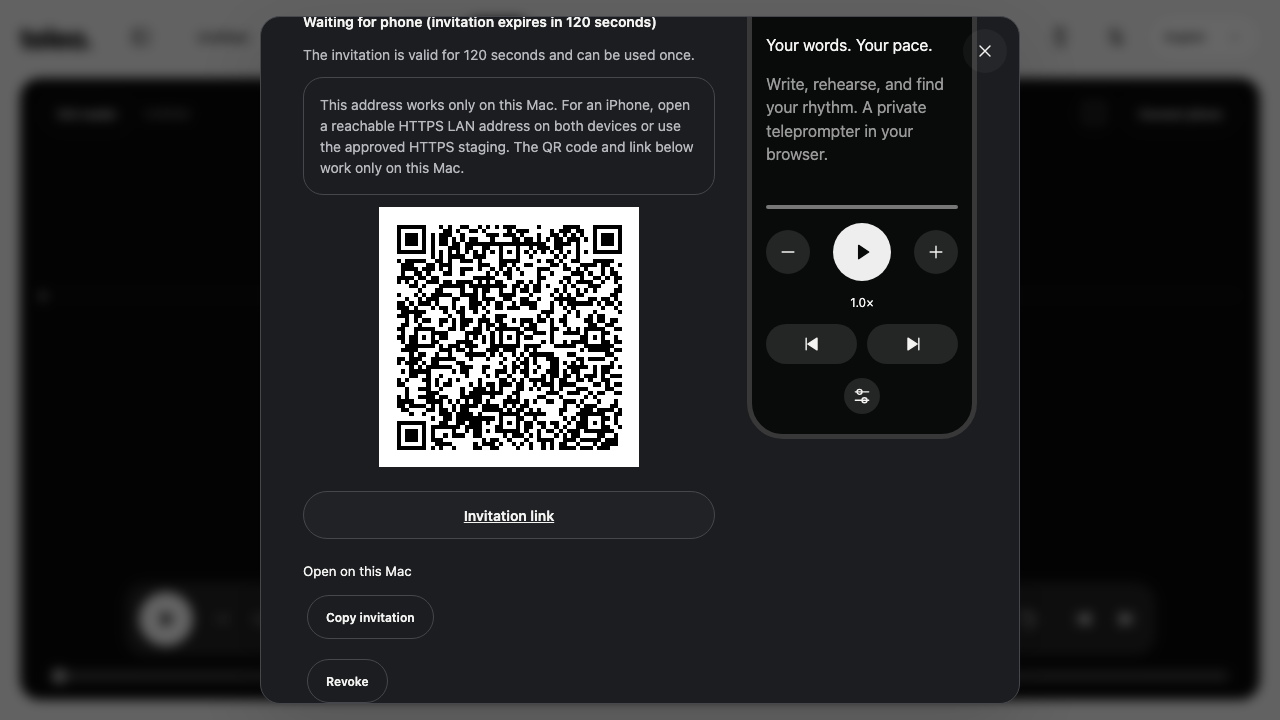 Waiting for phone (invitation expires in 120 seconds)
The invitation is valid for 120 seconds and can be used once.
This address works only on this Mac. For an iPhone, open
a reachable HTTPS LAN address on both devices or use
the approved HTTPS staging. The QR code and link below
work only on this Mac.
Invitation link
Open on this Mac
Copy invitation
Revoke
Your words. Your pace.
Write, rehearse, and find
your rhythm. A private
teleprompter in your
browser.
1.0×